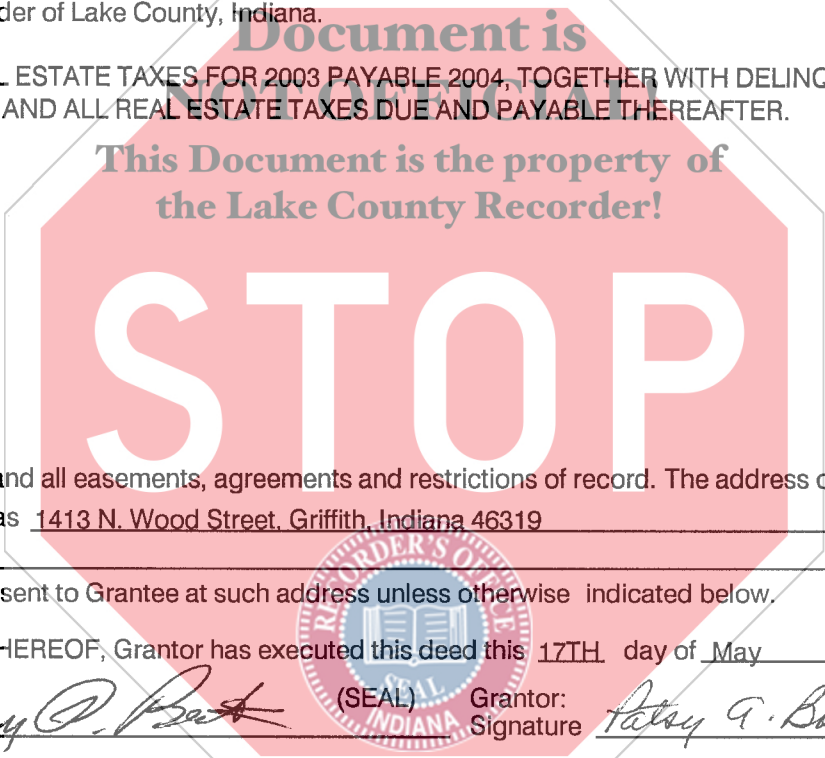 der of Lake County, Indiana.
Document is
ESTATE TAXES FOR 2003 PAYABLE 2004, TOGETHER WITH DELINQ
NOT OFFICIAL!
AND ALL REAL ESTATE TAXES DUE AND PAYABLE THEREAFTER.
This Document is the property of
the Lake County Recorder!
STOP
and all easements, agreements and restrictions of record. The address o
as 1413 N. Wood Street, Griffith, Indiana 46319
RECORDER'S OFFICE
sent to Grantee at such address unless otherwise indicated below.
HEREOF, Grantor has executed this deed this 17TH day of May
SEAL
INDIANA
(SEAL) Grantor:
Signature Patsy A.